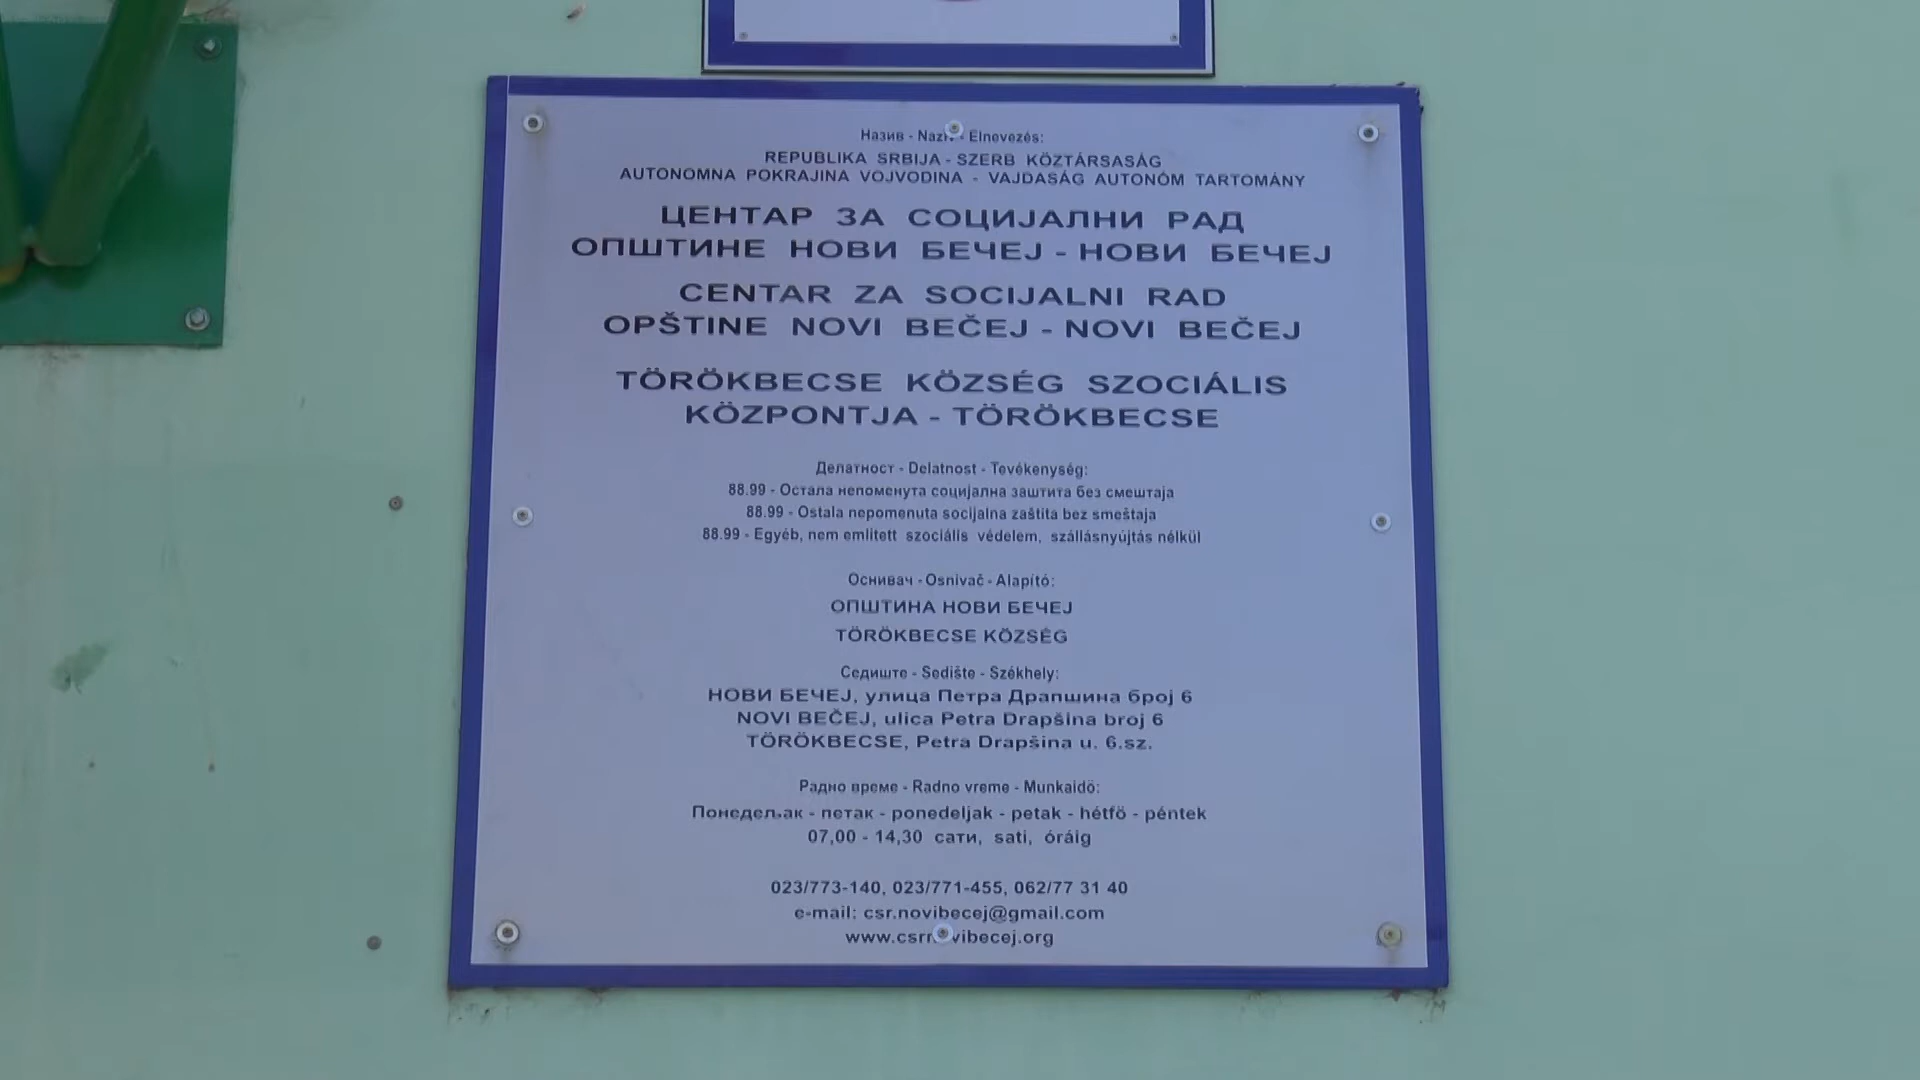 Назив - Naziv - Elnevezés:
REPUBLIKA SRBIJA - SZERB KÖZTÁRSASÁG
AUTONOMNA POKRAJINA VOJVODINA - VAJDASÁG AUTONÓM TARTOMÁNY
ЦЕНТАР ЗА СОЦИЈАЛНИ РАД
ОПШТИНЕ НОВИ БЕЧЕЈ - НОВИ БЕЧЕЈ
CENTAR ZA SOCIJALNI RAD
OPŠTINE NOVI BEČEJ - NOVI BEČEJ
TÖRÖKBECSE KÖZSÉG SZOCIÁLIS
KÖZPONTJA - TÖRÖKBECSE
Делатност - Delatnost - Tevékenység:
88.99 - Остала непоменута социјална заштита без смештаја
88.99 - Ostala nepomenuta socijalna zaštita bez smeštaja
88.99 - Egyéb, nem emlitett szociális védelem, szállásnyújtás nélkül
Оснивач - Osnivač - Alapító:
ОПШТИНА НОВИ БЕЧЕЈ
TÖRÖKBECSE KÖZSÉG
Седиште - Sedište - Székhely:
НОВИ БЕЧЕЈ, улица Петра Драпшина број 6
NOVI BEČEJ, ulica Petra Drapšina broj 6
TÖRÖKBECSE, Petra Drapšina u. 6.sz.
Радно време - Radno vreme - Munkaidö:
Понедељак - петак - ponedeljak - petak - hétfö - péntek
07,00 - 14,30 сати, sati, óráig
023/773-140, 023/771-455, 062/77 31 40
e-mail: csr.novibecej@gmail.com
www.csrnovibecej.org